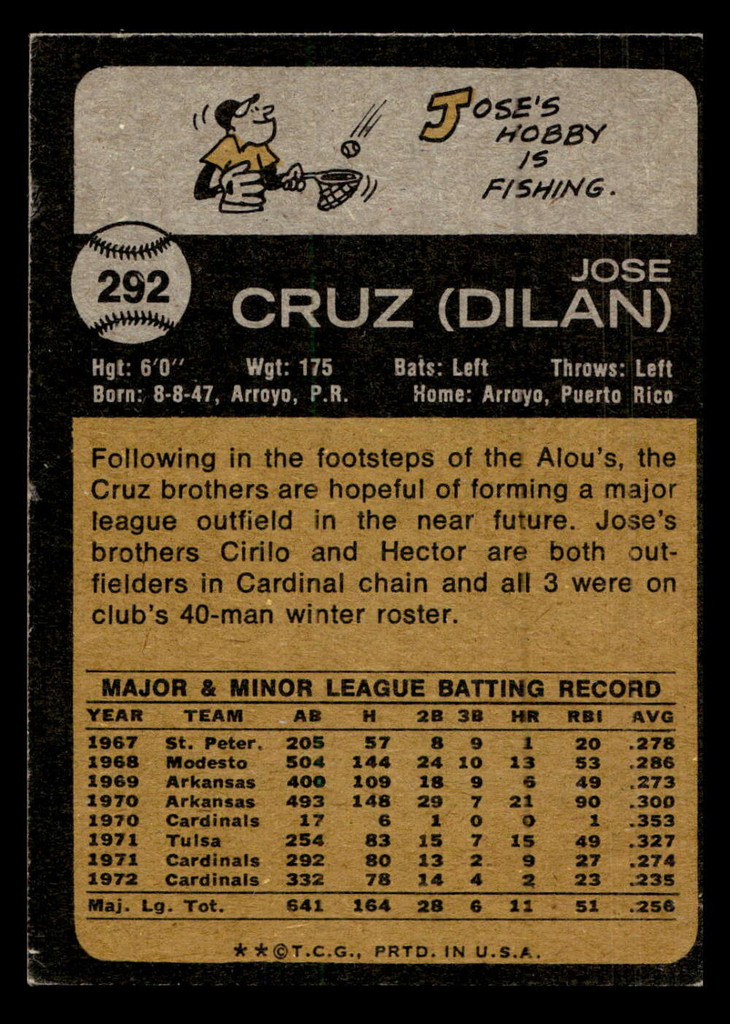 JOSE'S
HOBBY
IS
FISHING.
292
JOSE
CRUZ (DILAN)
Hgt: 6'0" Wgt: 175 Bats: Left Throws: Left
Born: 8-8-47, Arroyo, P.R. Home: Arroyo, Puerto Rico
Following in the footsteps of the Alou's, the
Cruz brothers are hopeful of forming a major
league outfield in the near future. Jose's
brothers Cirilo and Hector are both out-
fielders in Cardinal chain and all 3 were on
club's 40-man winter roster.
MAJOR & MINOR LEAGUE BATTING RECORD
YEAR TEAM AB H 2B 3B HR RBI AVG
1967 St. Peter. 205 57 8 9 1 20 .278
1968 Modesto 504 144 24 10 13 53 .286
1969 Arkansas 400 109 18 9 6 49 .273
1970 Arkansas 493 148 29 7 21 90 .300
1970 Cardinals 17 6 1 0 0 1 .353
1971 Tulsa 254 83 15 7 15 49 .327
1971 Cardinals 292 80 13 2 9 27 .274
1972 Cardinals 332 78 14 4 2 23 .235
Maj. Lg. Tot. 641 164 28 6 11 51 .256
**©T.C.G., PRTD. IN U.S.A.